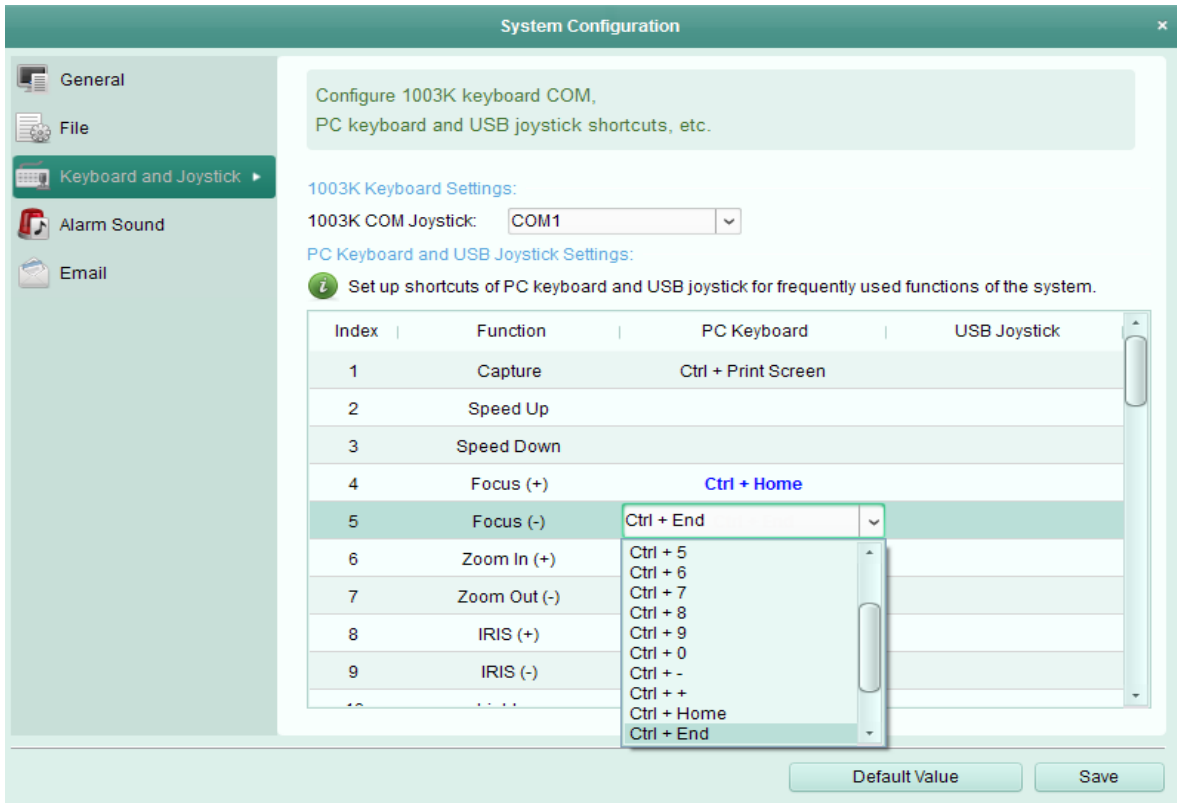 System Configuration
×
General
File
Keyboard and Joystick
Alarm Sound
Email
Configure 1003K keyboard COM,
PC keyboard and USB joystick shortcuts, etc.
1003K Keyboard Settings:
1003K COM Joystick: COM1
PC Keyboard and USB Joystick Settings:
Set up shortcuts of PC keyboard and USB joystick for frequently used functions of the system.
Index Function PC Keyboard USB Joystick
1 Capture Ctrl + Print Screen
2 Speed Up
3 Speed Down
4 Focus (+) Ctrl + Home
5 Focus (-) Ctrl + End
6 Zoom In (+)
7 Zoom Out (-)
8 IRIS (+)
9 IRIS (-)
Ctrl + 5
Ctrl + 6
Ctrl + 7
Ctrl + 8
Ctrl + 9
Ctrl + 0
Ctrl + -
Ctrl + +
Ctrl + Home
Ctrl + End
Default Value
Save